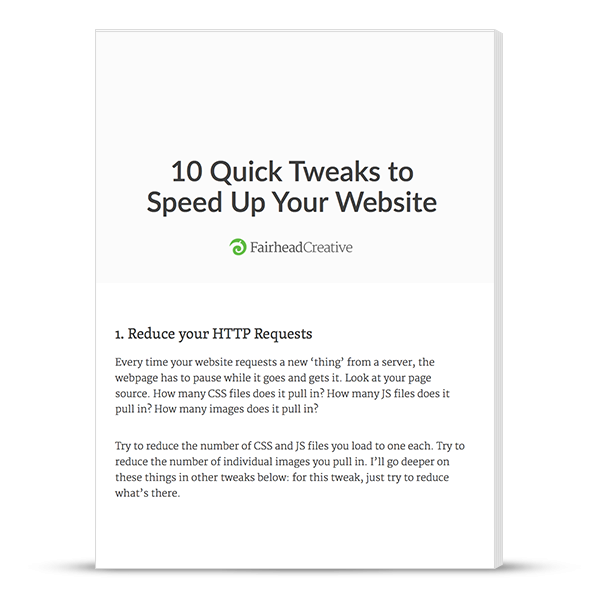 10 Quick Tweaks to
Speed Up Your Website
FairheadCreative
1. Reduce your HTTP Requests
Every time your website requests a new ‘thing’ from a server, the
webpage has to pause while it goes and gets it. Look at your page
source. How many CSS files does it pull in? How many JS files does it
pull in? How many images does it pull in?
Try to reduce the number of CSS and JS files you load to one each. Try to
reduce the number of individual images you pull in. I’ll go deeper on
these things in other tweaks below: for this tweak, just try to reduce
what’s there.